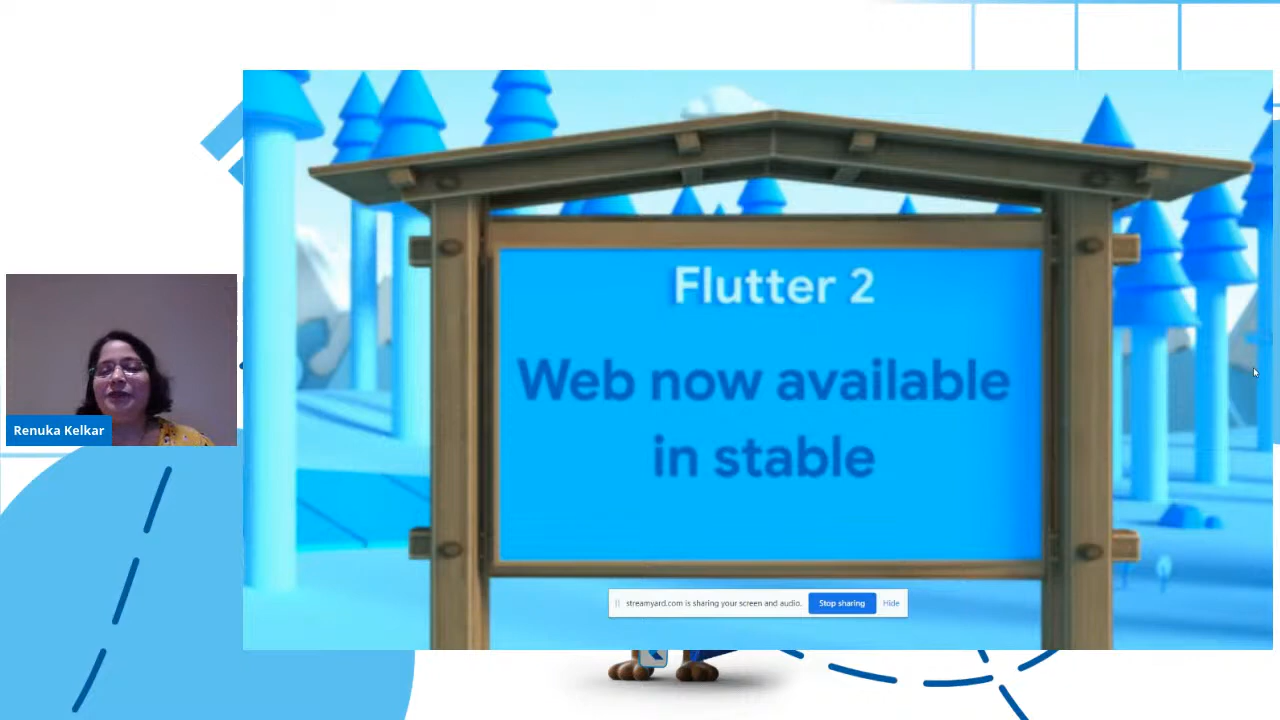 Flutter 2
Web now available
in stable
Renuka Kelkar
streamyard.com is sharing your screen and audio.
Stop sharing
Hide